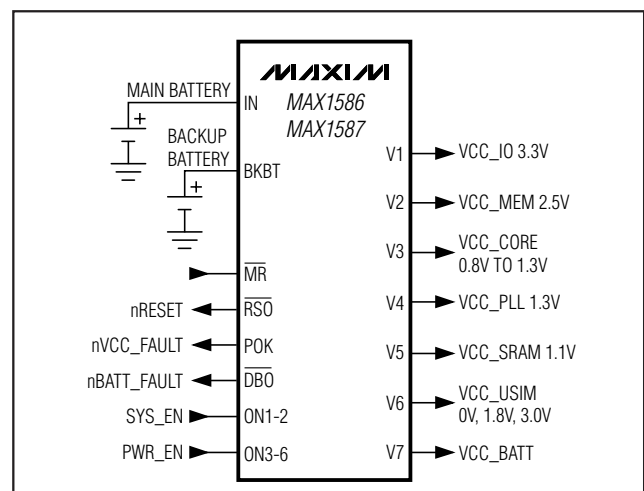 MAXIM
MAX1586
MAX1587
MAIN BATTERY
+
IN
BACKUP
BATTERY
+
BKBT
MR
nRESET
RSO
nVCC_FAULT
POK
nBATT_FAULT
DBO
SYS_EN
ON1-2
PWR_EN
ON3-6
V1
VCC_IO 3.3V
V2
VCC_MEM 2.5V
V3
VCC_CORE
0.8V TO 1.3V
V4
VCC_PLL 1.3V
V5
VCC_SRAM 1.1V
V6
VCC_USIM
0V, 1.8V, 3.0V
V7
VCC_BATT